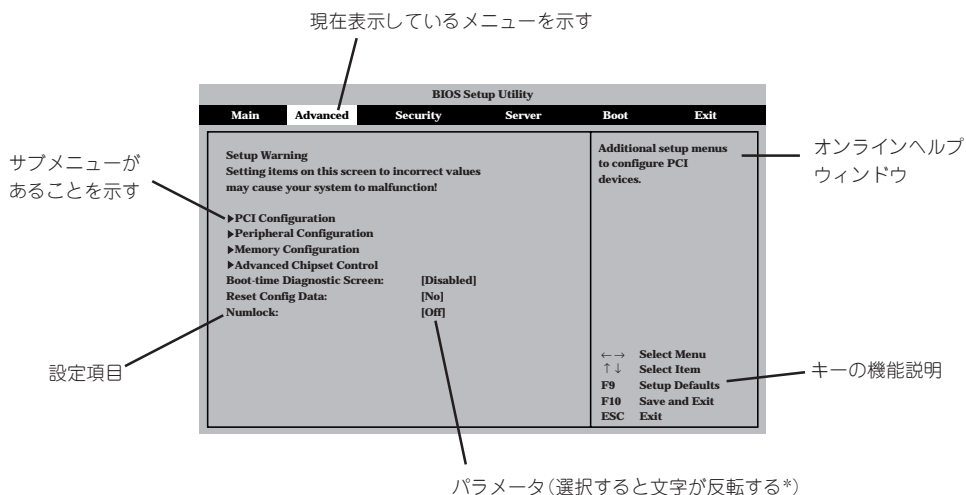 現在表示しているメニューを示す
BIOS Setup Utility
Main Advanced Security Server Boot Exit
サブメニューが
あることを示す
Setup Warning
Setting items on this screen to incorrect values
may cause your system to malfunction!
▶PCI Configuration
▶Peripheral Configuration
▶Memory Configuration
▶Advanced Chipset Control
Boot-time Diagnostic Screen: [Disabled]
Reset Config Data: [No]
Numlock: [Off]
Additional setup menus
to configure PCI
devices.
オンラインヘルプ
ウィンドウ
設定項目
←→ Select Menu
↑↓ Select Item
F9 Setup Defaults
F10 Save and Exit
ESC Exit
キーの機能説明
パラメータ(選択すると文字が反転する*)